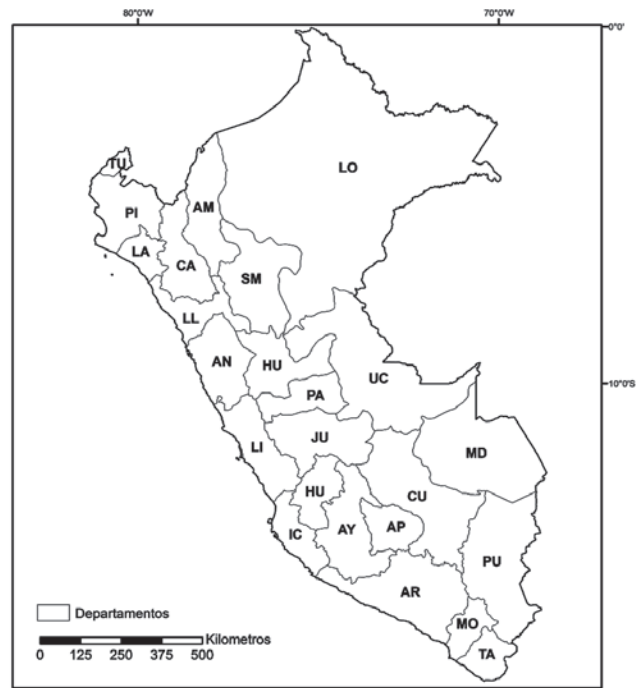 80°0'W 70°0'W
0°0'
LO
TU
AM
PI
LA
CA
SM
LL
AN
HU
UC
10°0'S
PA
JU
LI
MD
HU
CU
AY
AP
IC
PU
AR
Departamentos
MO
Kilometros
0 125 250 375 500
TA